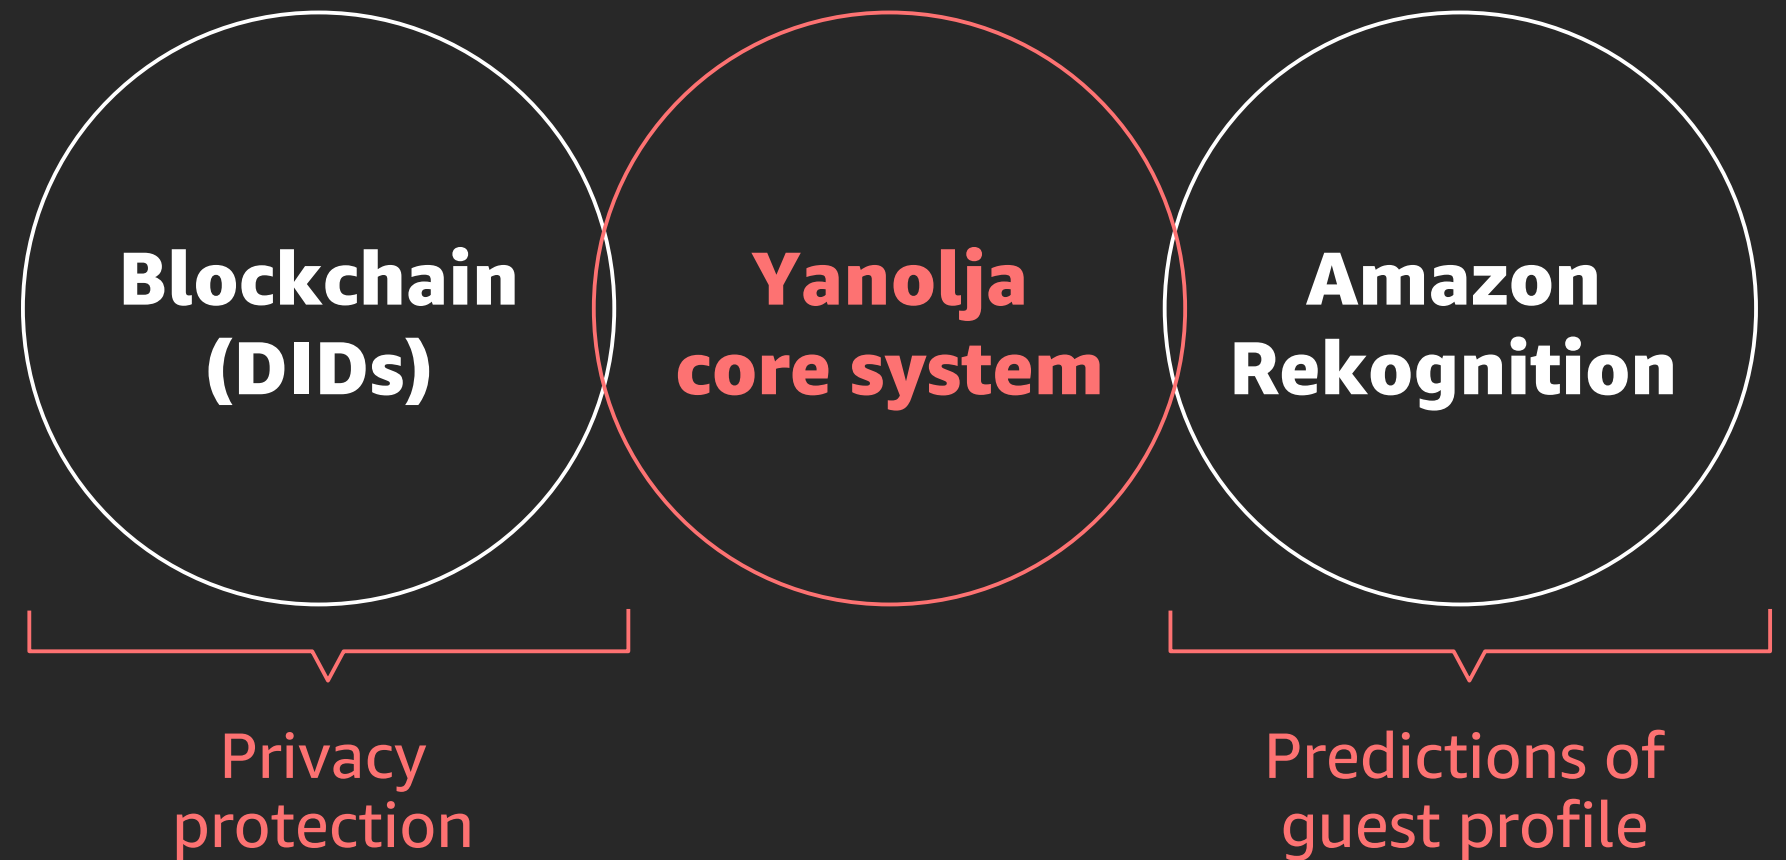 Blockchain
(DIDs)
Yanolja
core system
Amazon
Rekognition
Privacy
protection
Predictions of
guest profile